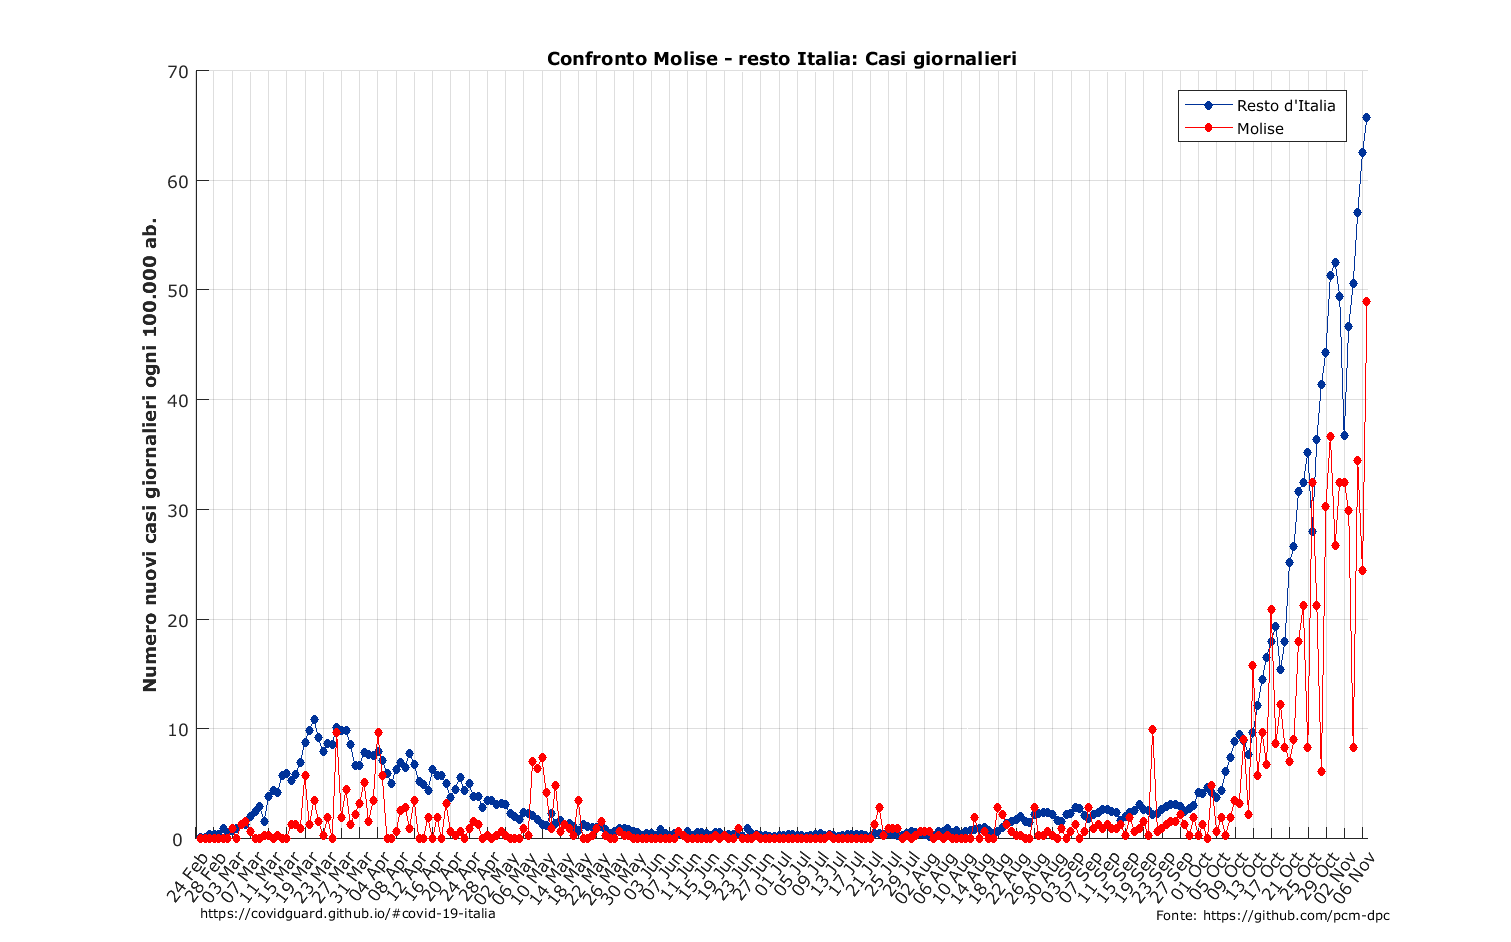 Confronto Molise - resto Italia: Casi giornalieri
Resto d'Italia
Molise
Numero nuovi casi giornalieri ogni 100.000 ab.
70
60
50
40
30
20
10
0
24 Feb
28 Feb
03 Mar
07 Mar
11 Mar
15 Mar
19 Mar
23 Mar
27 Mar
31 Mar
04 Apr
08 Apr
12 Apr
16 Apr
20 Apr
24 Apr
28 Apr
02 May
06 May
10 May
14 May
18 May
22 May
26 May
30 May
03 Jun
07 Jun
11 Jun
15 Jun
19 Jun
23 Jun
27 Jun
01 Jul
05 Jul
09 Jul
13 Jul
17 Jul
21 Jul
25 Jul
29 Jul
02 Aug
06 Aug
10 Aug
14 Aug
18 Aug
22 Aug
26 Aug
30 Aug
03 Sep
07 Sep
11 Sep
15 Sep
19 Sep
23 Sep
27 Sep
01 Oct
05 Oct
09 Oct
13 Oct
17 Oct
21 Oct
25 Oct
29 Oct
02 Nov
06 Nov
https://covidguard.github.io/#covid-19-italia
Fonte: https://github.com/pcm-dpc